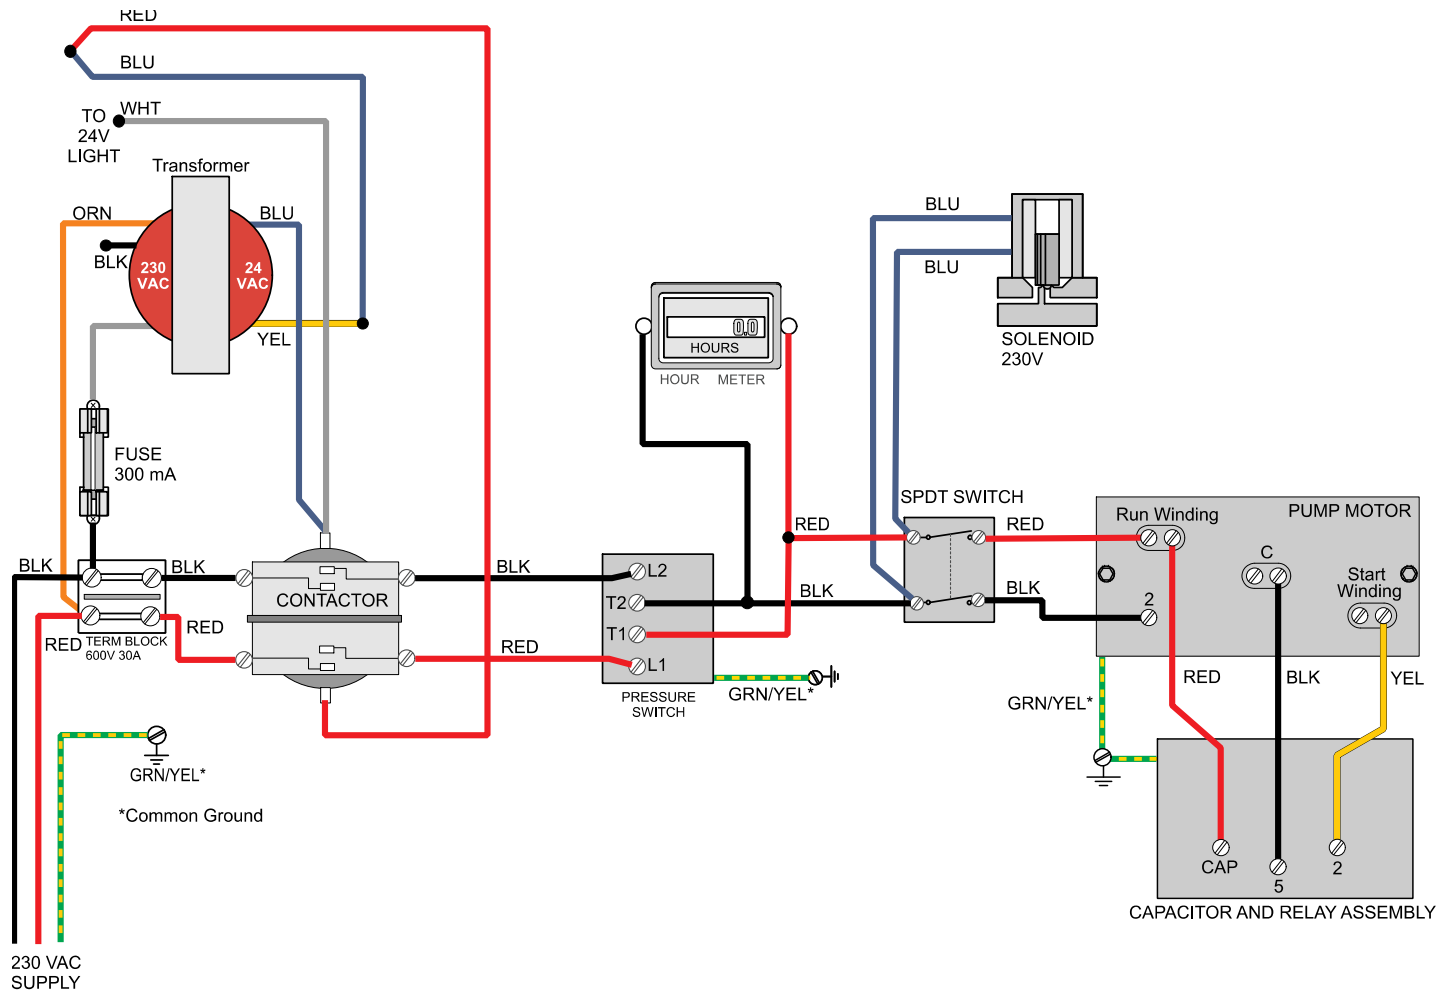 RED
BLU
TO
24V
LIGHT
WHT
Transformer
ORN
BLU
BLK
230
VAC
24
VAC
YEL
FUSE
300 mA
BLK
BLK
CONTACTOR
RED
RED
TERM BLOCK
600V 30A
GRN/YEL*
*Common Ground
230 VAC
SUPPLY
BLK
RED
0.0
HOURS
HOUR METER
L2
T2
T1
L1
PRESSURE
SWITCH
GRN/YEL*
RED
BLK
BLU
BLU
SOLENOID
230V
SPDT SWITCH
RED
BLK
Run Winding
PUMP MOTOR
C
Start
Winding
2
GRN/YEL*
RED
BLK
YEL
CAP
5
2
CAPACITOR AND RELAY ASSEMBLY